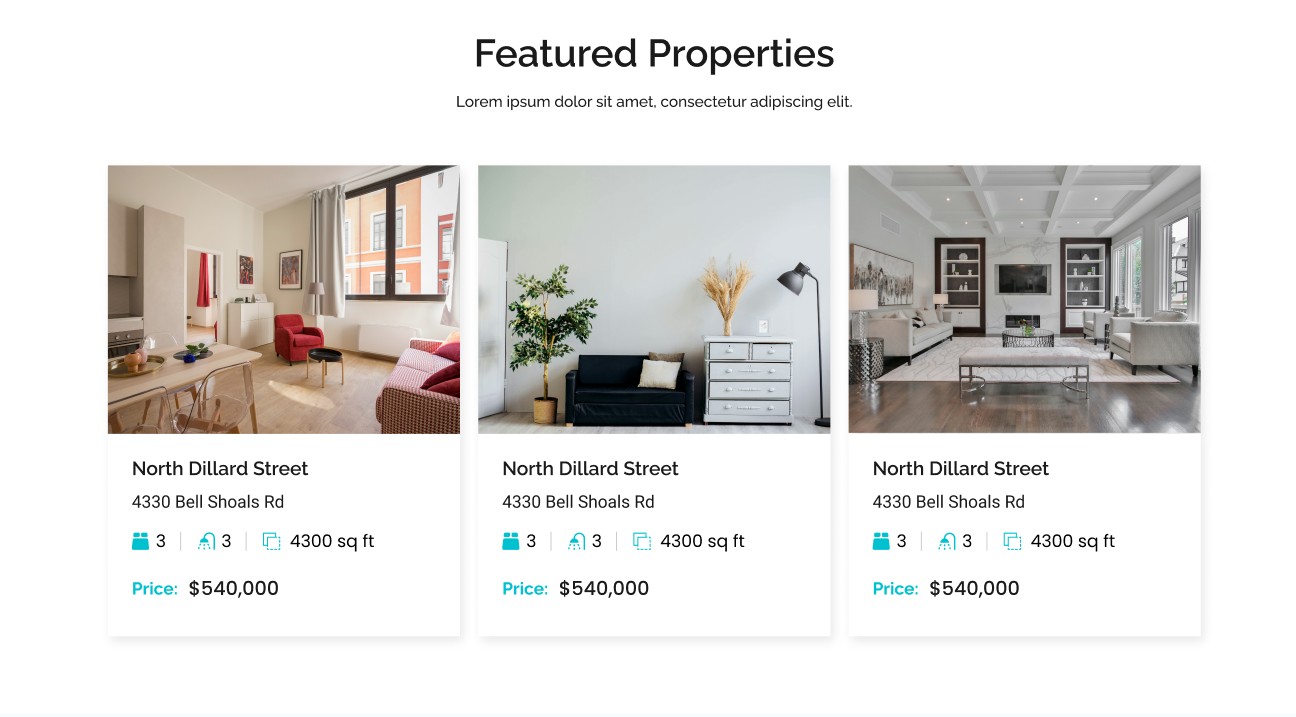 Featured Properties
Lorem ipsum dolor sit amet, consectetur adipiscing elit.
North Dillard Street
4330 Bell Shoals Rd
3 3 4300 sq ft
Price: $540,000
North Dillard Street
4330 Bell Shoals Rd
3 3 4300 sq ft
Price: $540,000
North Dillard Street
4330 Bell Shoals Rd
3 3 4300 sq ft
Price: $540,000